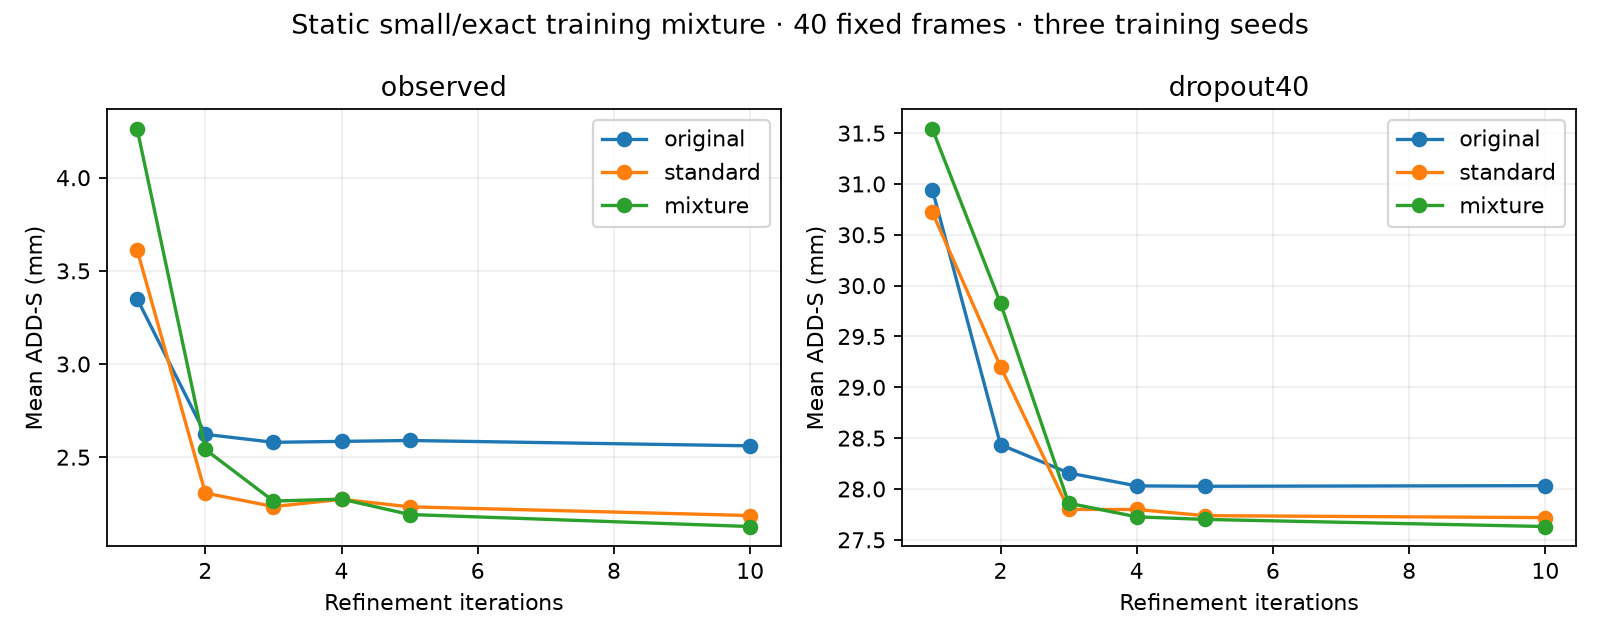 Static small/exact training mixture · 40 fixed frames · three training seeds
observed
Mean ADD-S (mm)
4.0
3.5
3.0
2.5
2
4
6
8
10
Refinement iterations
original
standard
mixture
dropout40
Mean ADD-S (mm)
31.5
31.0
30.5
30.0
29.5
29.0
28.5
28.0
27.5
2
4
6
8
10
Refinement iterations
original
standard
mixture